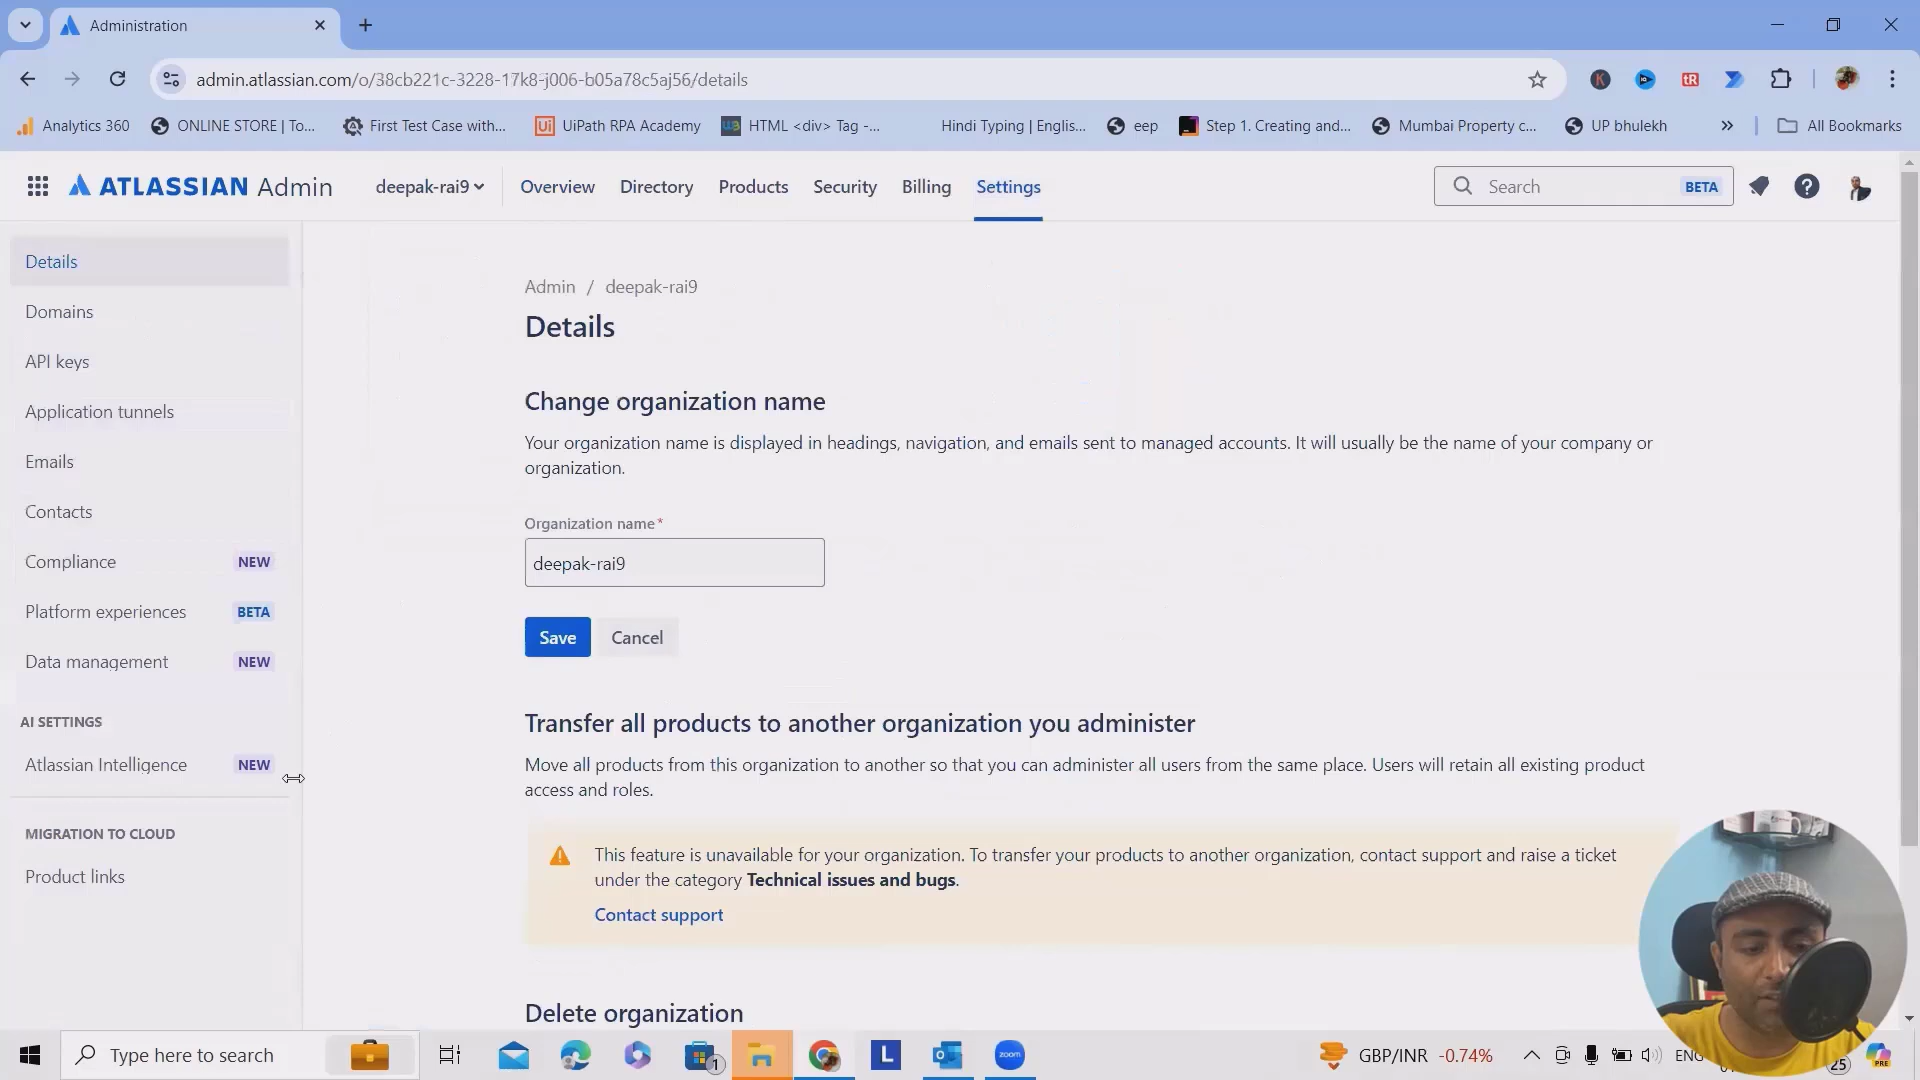 Administration
admin.atlassian.com/o/38cb221c-3228-17k8-j006-b05a78c5aj56/details
Analytics 360
ONLINE STORE | To...
First Test Case with...
UiPath RPA Academy
HTML <div> Tag -...
Hindi Typing | Englis...
eep
Step 1. Creating and...
Mumbai Property c...
UP bhulekh
All Bookmarks
ATLASSIAN Admin
deepak-rai9
Overview
Directory
Products
Security
Billing
Settings
Search
BETA
Details
Domains
API keys
Application tunnels
Emails
Contacts
Compliance NEW
Platform experiences BETA
Data management NEW
AI SETTINGS
Atlassian Intelligence NEW
MIGRATION TO CLOUD
Product links
Admin / deepak-rai9
Details
Change organization name
Your organization name is displayed in headings, navigation, and emails sent to managed accounts. It will usually be the name of your company or
organization.
Organization name*
deepak-rai9
Save
Cancel
Transfer all products to another organization you administer
Move all products from this organization to another so that you can administer all users from the same place. Users will retain all existing product
access and roles.
This feature is unavailable for your organization. To transfer your products to another organization, contact support and raise a ticket
under the category Technical issues and bugs.
Contact support
Delete organization
Type here to search
1
L
zoom
GBP/INR -0.74%
ENG
25
PRE